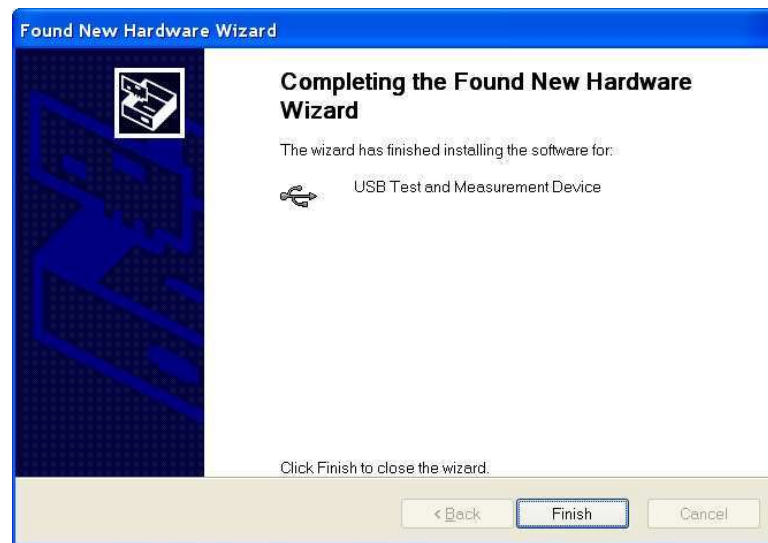 Found New Hardware Wizard
Completing the Found New Hardware
Wizard
The wizard has finished installing the software for:
USB Test and Measurement Device
Click Finish to close the wizard.
< Back
Finish
Cancel